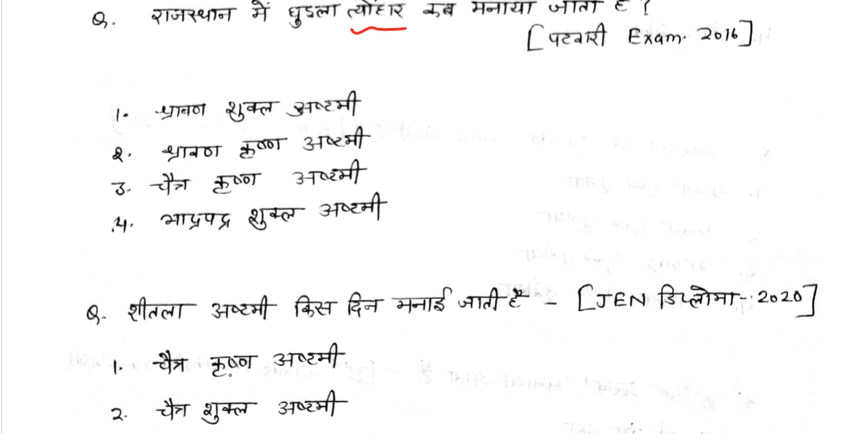 Q. राजस्थान में घुडला त्यौहार कब मनाया जाता है ?
[पटवारी Exam. 2016]
1. श्रावण शुक्ल अष्टमी
2. श्रावण कृष्ण अष्टमी
3. चैत्र कृष्ण अष्टमी
4. भाद्रपद्र शुक्ल अष्टमी
Q. शीतला अष्टमी किस दिन मनाई जाती है - [JEN डिप्लोमा - 2020]
1. चैत्र कृष्ण अष्टमी
2. चैत्र शुक्ल अष्टमी